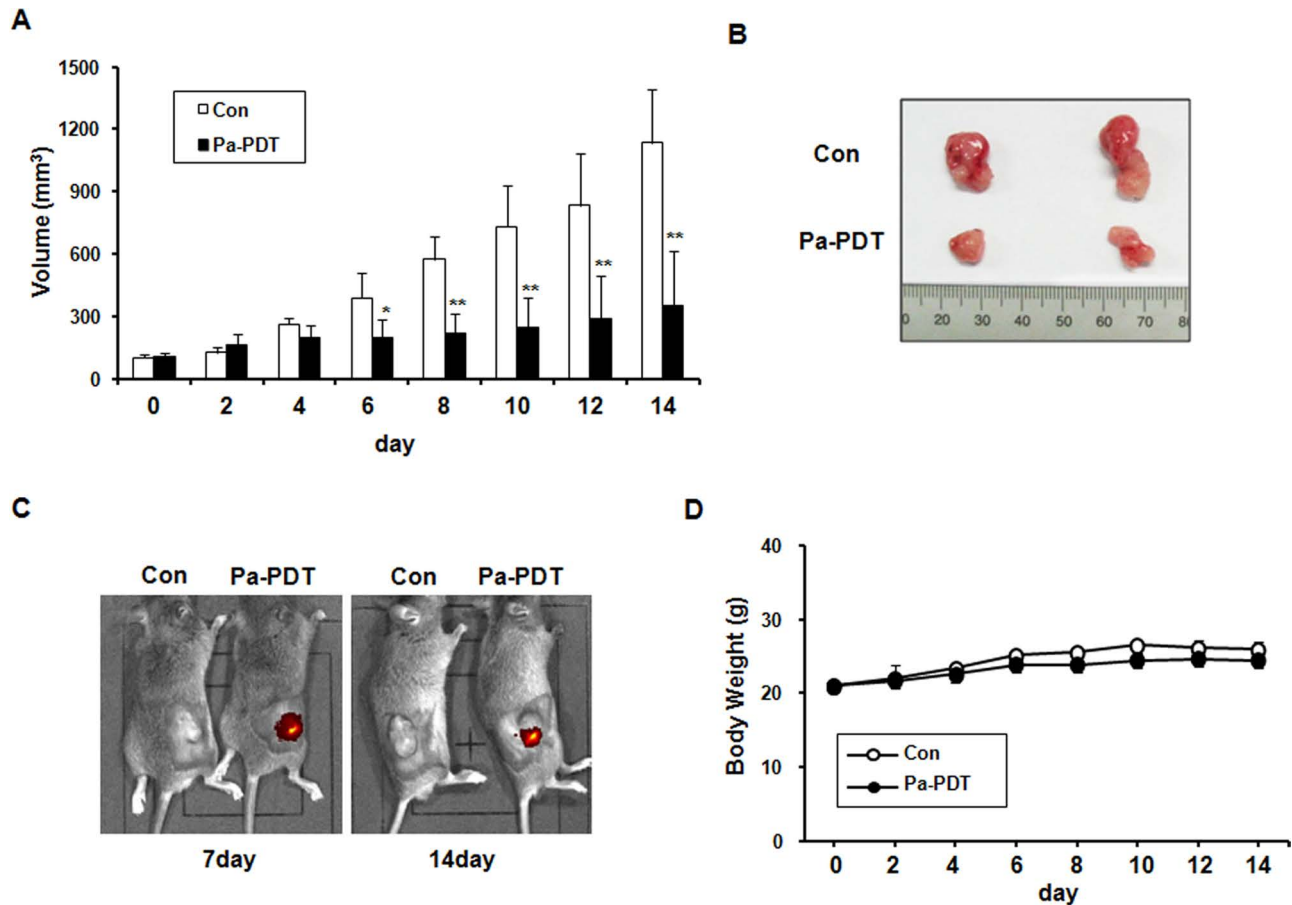 A
Volume (mm³)
1500
1200
900
600
300
0
Con
Pa-PDT
*
**
**
**
**
0 2 4 6 8 10 12 14
day
B
Con
Pa-PDT
0 10 20 30 40 50 60 70 80
C
Con Pa-PDT Con Pa-PDT
7day 14day
D
Body Weight (g)
40
30
20
10
0
Con
Pa-PDT
0 2 4 6 8 10 12 14
day